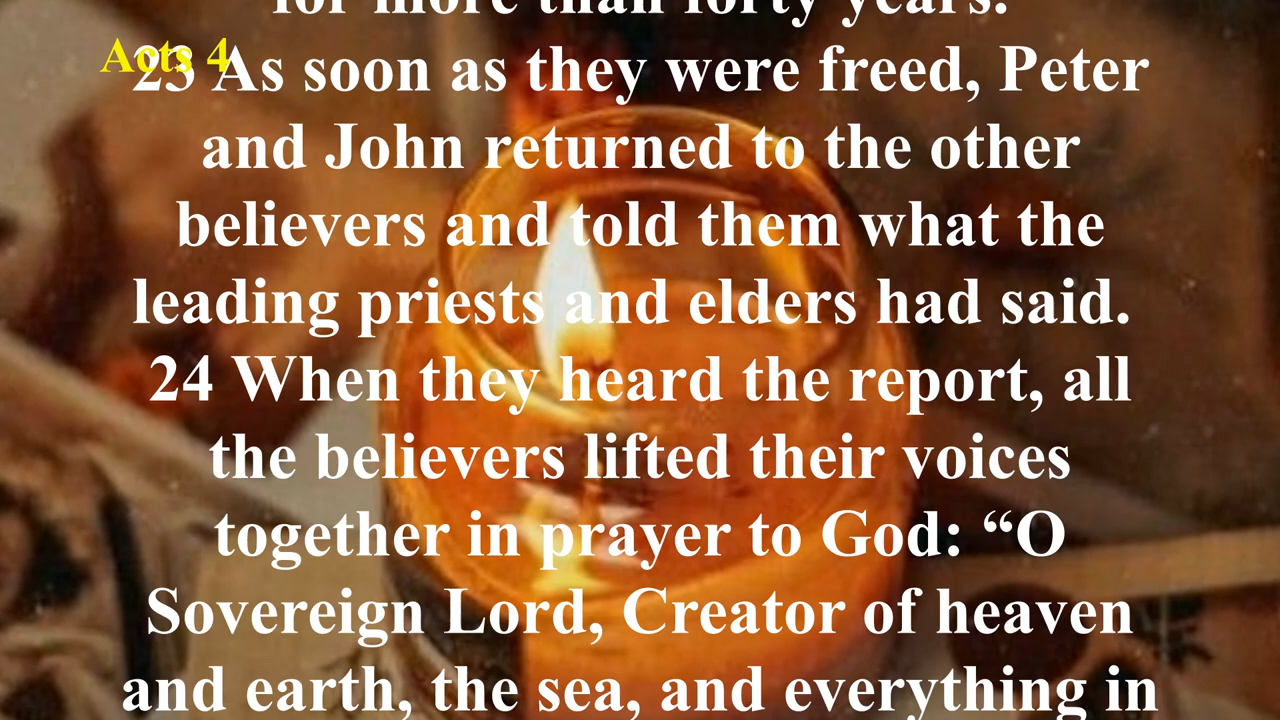 for more than forty years.
Acts 4
23 As soon as they were freed, Peter
and John returned to the other
believers and told them what the
leading priests and elders had said.
24 When they heard the report, all
the believers lifted their voices
together in prayer to God: “O
Sovereign Lord, Creator of heaven
and earth, the sea, and everything in